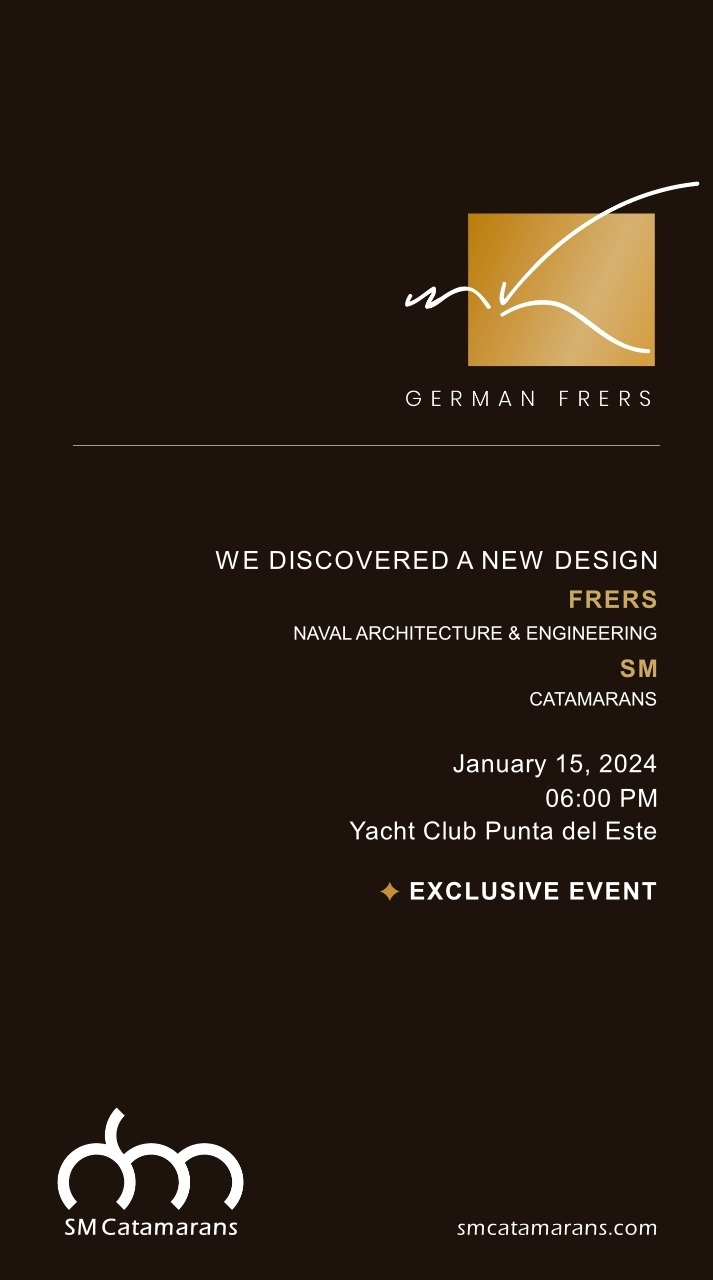 GERMAN FRERS
WE DISCOVERED A NEW DESIGN
FRERS
NAVAL ARCHITECTURE & ENGINEERING
SM
CATAMARANS
January 15, 2024
06:00 PM
Yacht Club Punta del Este
EXCLUSIVE EVENT
SM Catamarans
smcatamarans.com